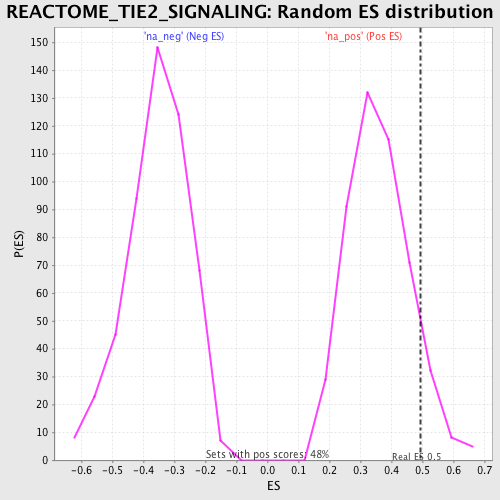 REACTOME_TIE2_SIGNALING: Random ES distribution
'na_neg' (Neg ES)
'na_pos' (Pos ES)
P(ES)
150
140
130
120
110
100
90
80
70
60
50
40
30
20
10
0
Sets with pos scores: 48%
Real ES 0.5
-0.6 -0.5 -0.4 -0.3 -0.2 -0.1 0.0 0.1 0.2 0.3 0.4 0.5 0.6 0.7
ES